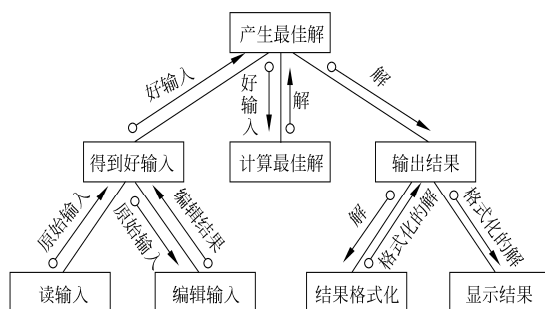 产生最佳解
好输入
好输入
解
解
得到好输入
计算最佳解
输出结果
原始输入
原始输入
编辑结果
解
格式化的解
格式化的解
读输入
编辑输入
结果格式化
显示结果